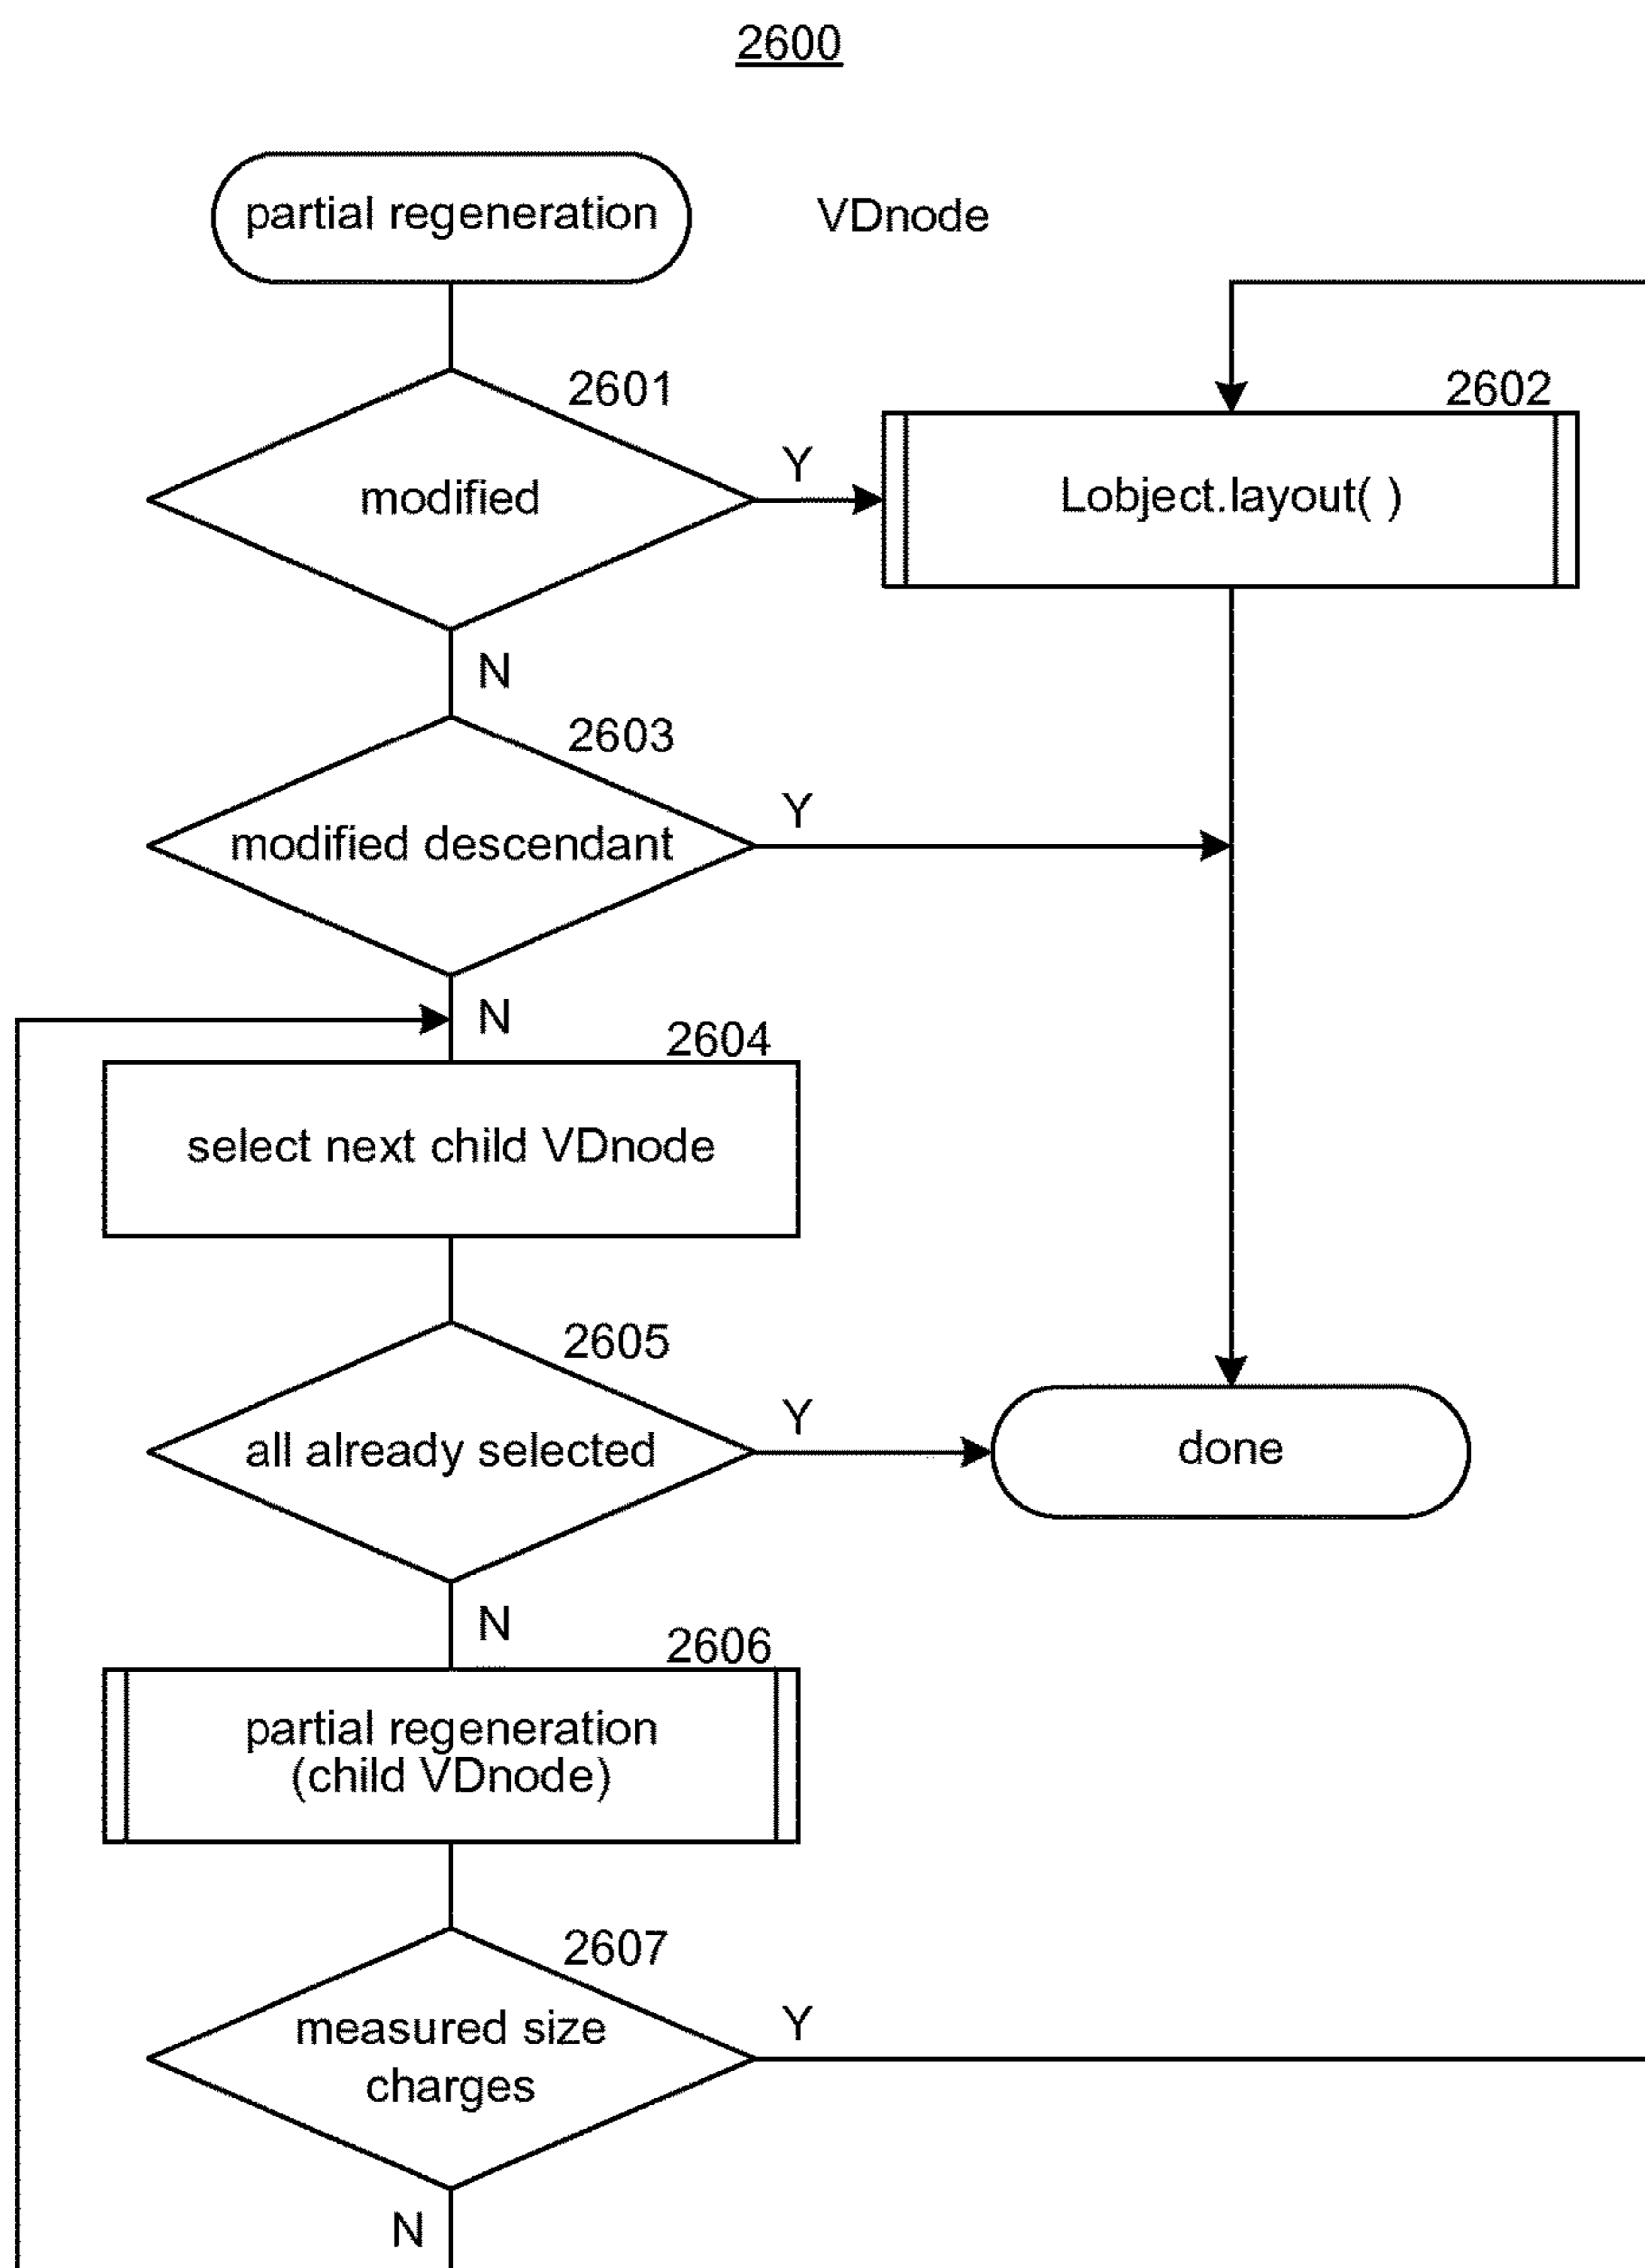 2600
partial regeneration
VDnode
2601
modified
Y
2602
Lobject.layout( )
N
2603
modified descendant
Y
N
2604
select next child VDnode
2605
all already selected
Y
done
N
2606
partial regeneration
(child VDnode)
2607
measured size
charges
Y
N